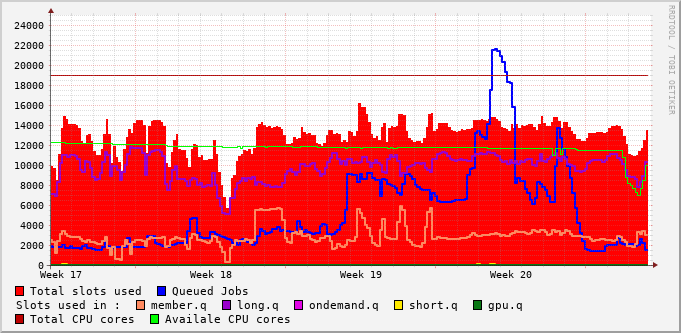 RRDTOOL / TOBI OETIKER
24000
22000
20000
18000
16000
14000
12000
10000
8000
6000
4000
2000
0
Week 17 Week 18 Week 19 Week 20
Total slots used Queued Jobs
Slots used in : member.q long.q ondemand.q short.q gpu.q
Total CPU cores Availale CPU cores